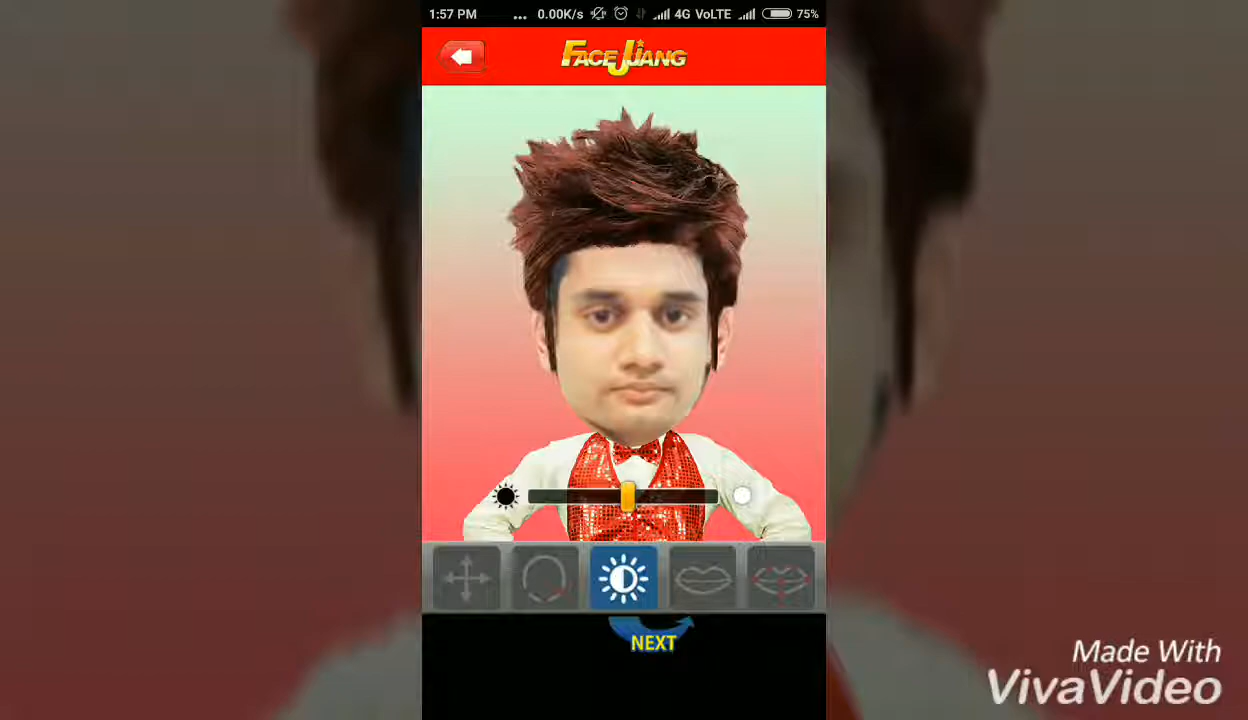 1:57 PM ... 0.00K/s 4G VoLTE 75%
FACEJJANG
NEXT
Made With
VivaVideo